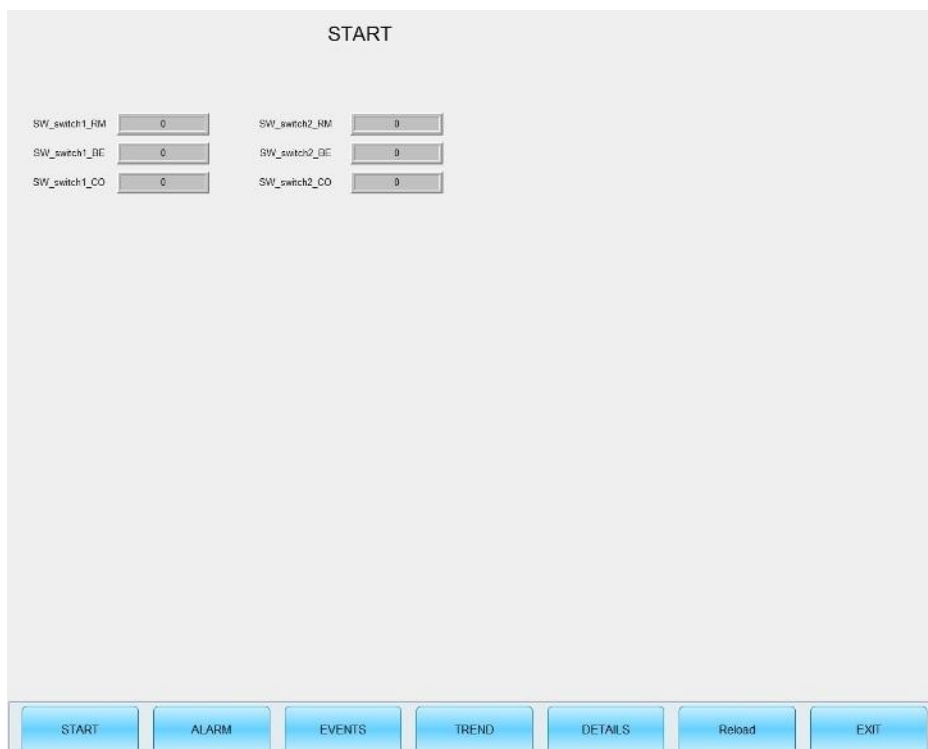 START
SW_switch1_RM 0 SW_switch2_RM 0
SW_switch1_BE 0 SW_switch2_BE 0
SW_switch1_CO 0 SW_switch2_CO 0
START ALARM EVENTS TREND DETAILS Reload EXIT